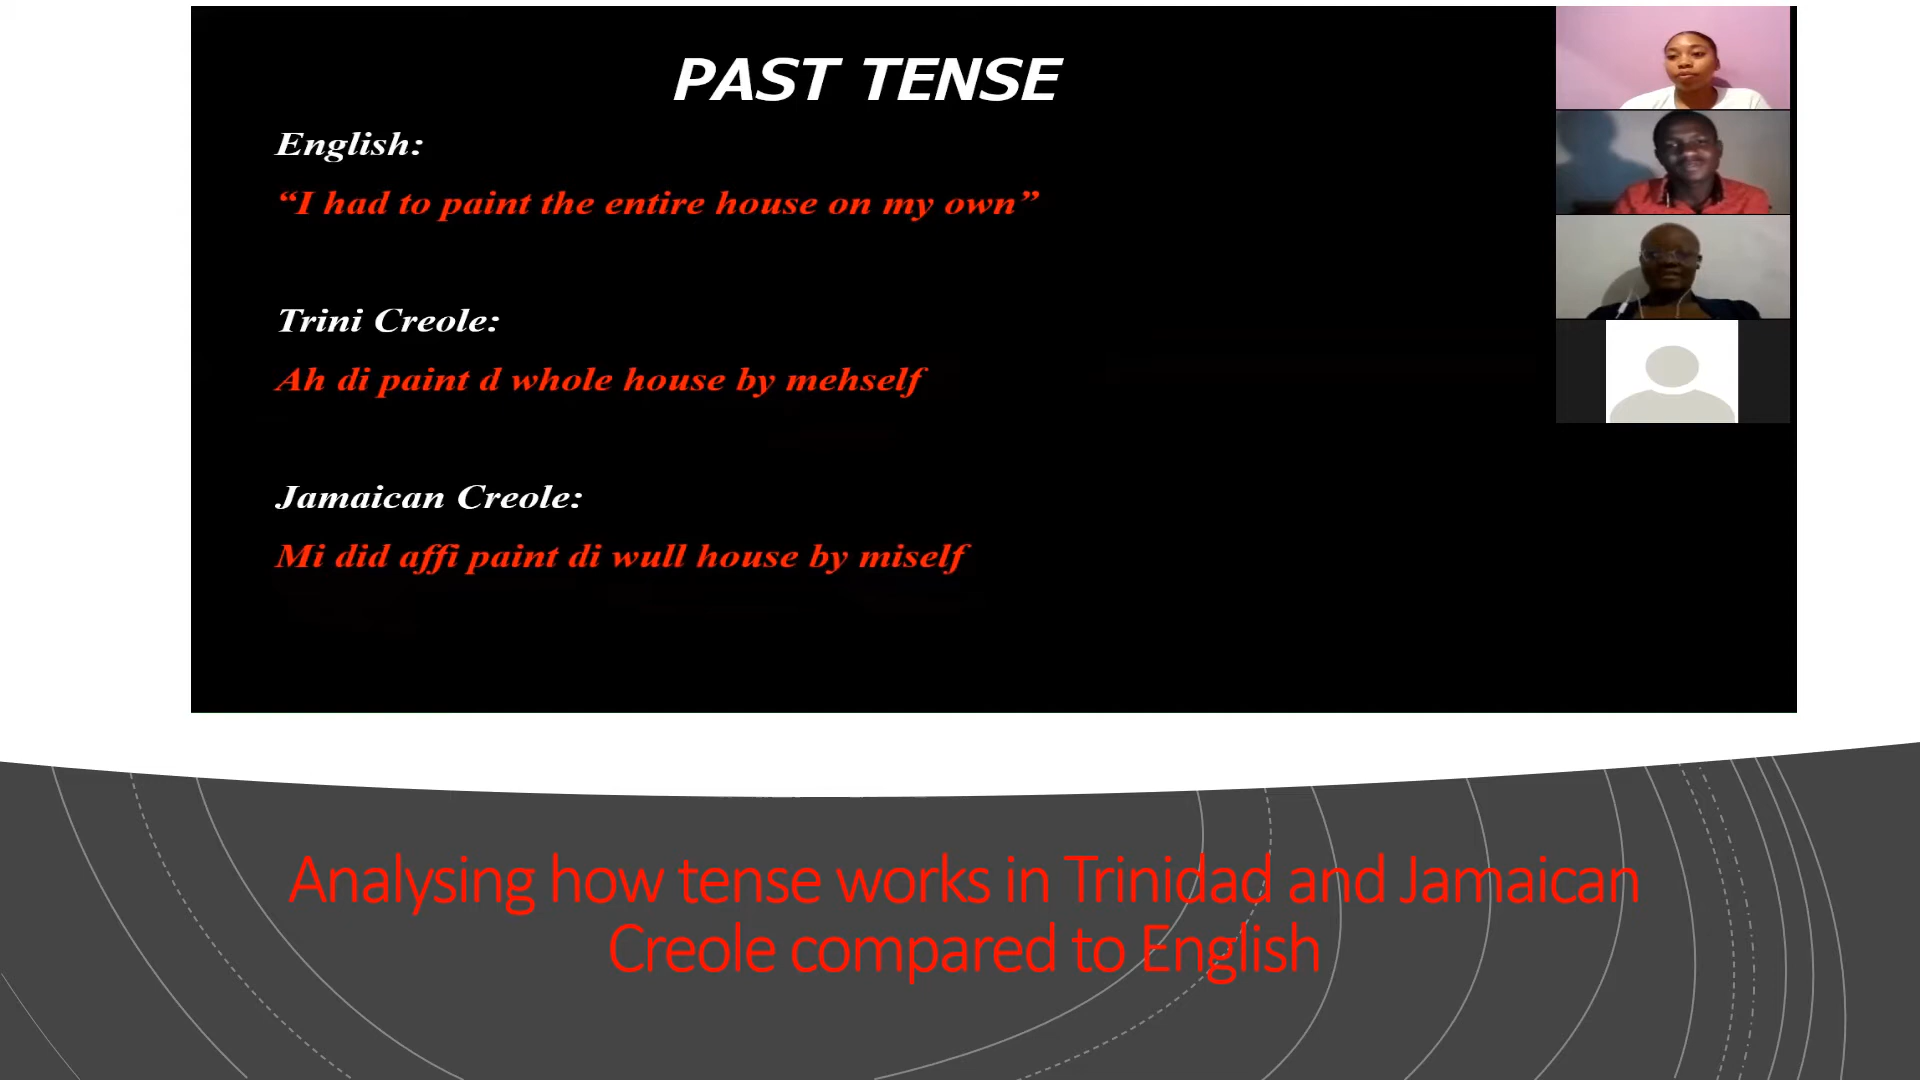 PAST TENSE
English:
“I had to paint the entire house on my own”
Trini Creole:
Ah di paint d whole house by mehself
Jamaican Creole:
Mi did affi paint di wull house by miself
Analysing how tense works in Trinidad and Jamaican
Creole compared to English